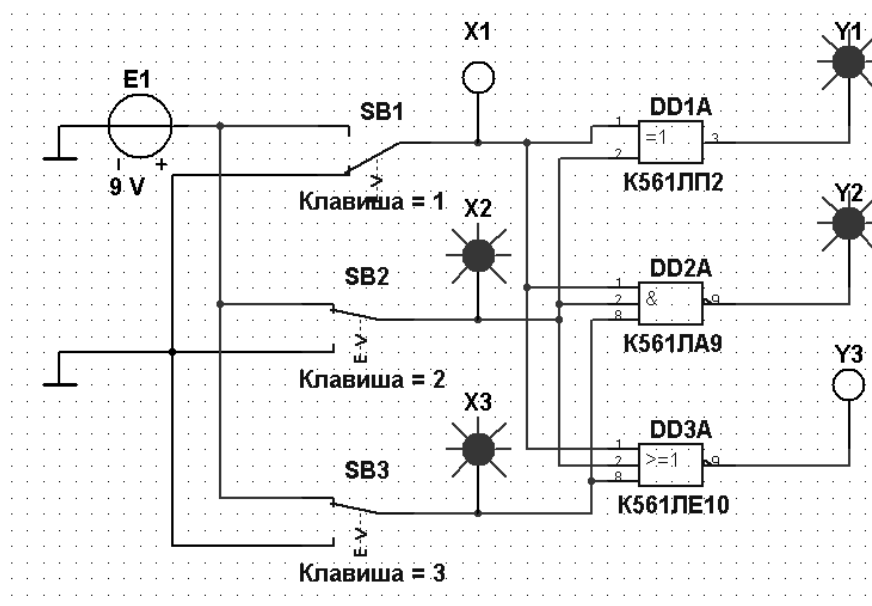 X1
Y1
E1
SB1
DD1A
1
=1
3
2
− +
9 V
К561ЛП2
Клавиша = 1
X2
Y2
SB2
DD2A
1
2
&
9
8
К561ЛА9
Клавиша = 2
Y3
X3
DD3A
1
2
>=1
9
8
SB3
К561ЛЕ10
Клавиша = 3